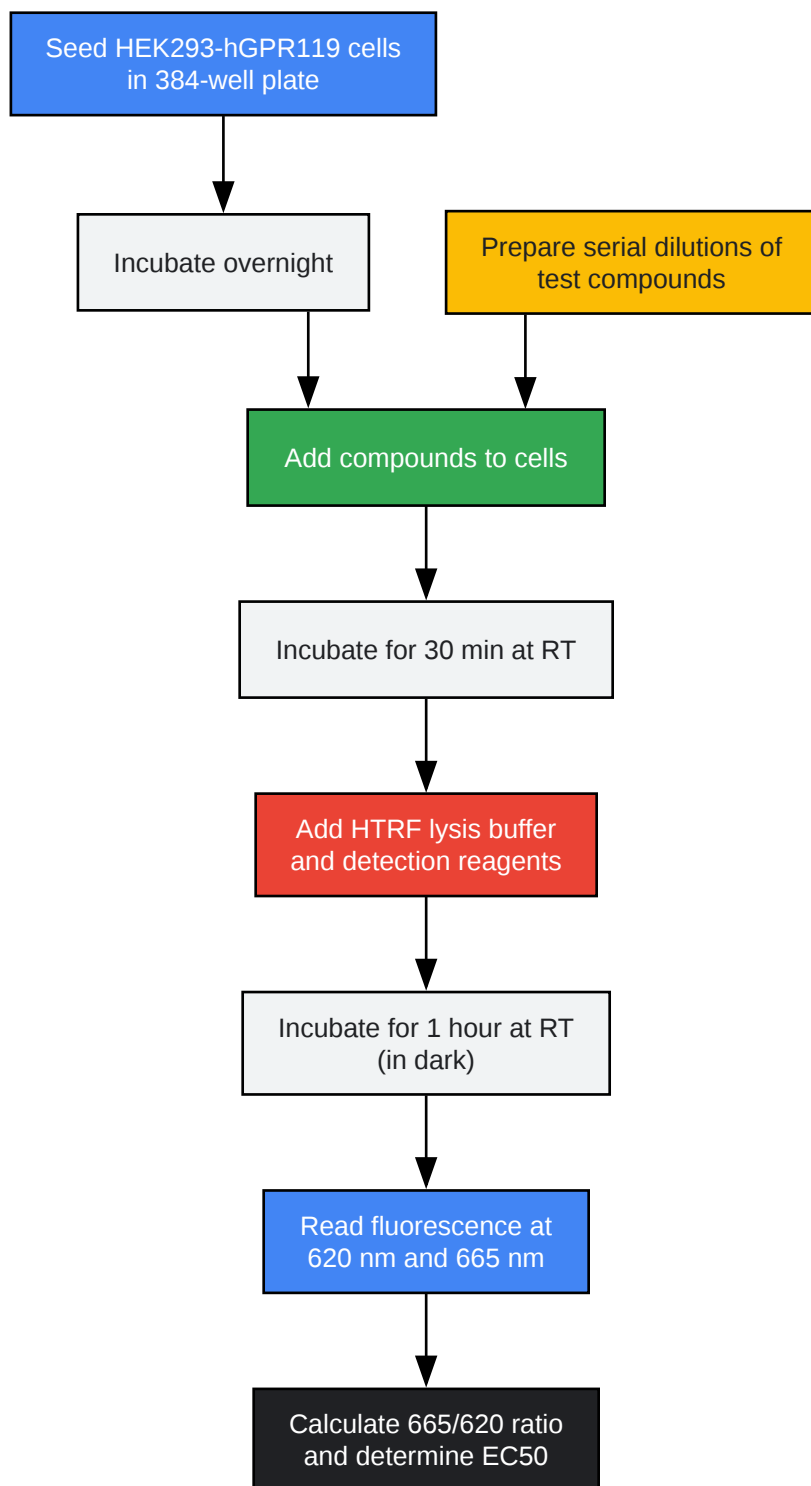 Seed HEK293-hGPR119 cells
in 384-well plate
Incubate overnight
Prepare serial dilutions of
test compounds
Add compounds to cells
Incubate for 30 min at RT
Add HTRF lysis buffer
and detection reagents
Incubate for 1 hour at RT
(in dark)
Read fluorescence at
620 nm and 665 nm
Calculate 665/620 ratio
and determine EC50